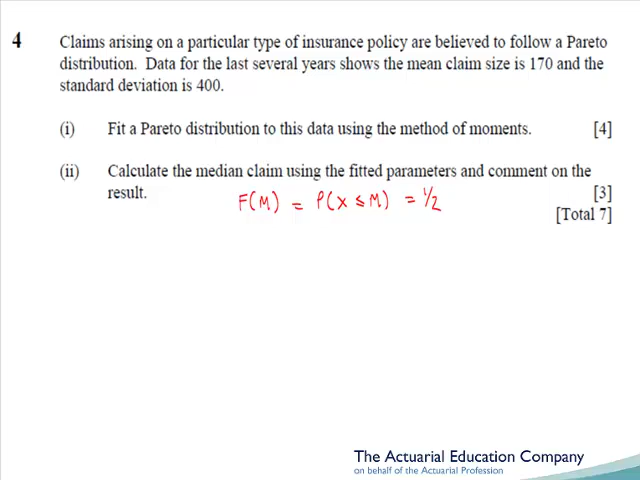 4 Claims arising on a particular type of insurance policy are believed to follow a Pareto
distribution. Data for the last several years shows the mean claim size is 170 and the
standard deviation is 400.
(i) Fit a Pareto distribution to this data using the method of moments. [4]
(ii) Calculate the median claim using the fitted parameters and comment on the
result. [3]
F(M) = P(X ≤ M) = 1/2
[Total 7]
The Actuarial Education Company
on behalf of the Actuarial Profession